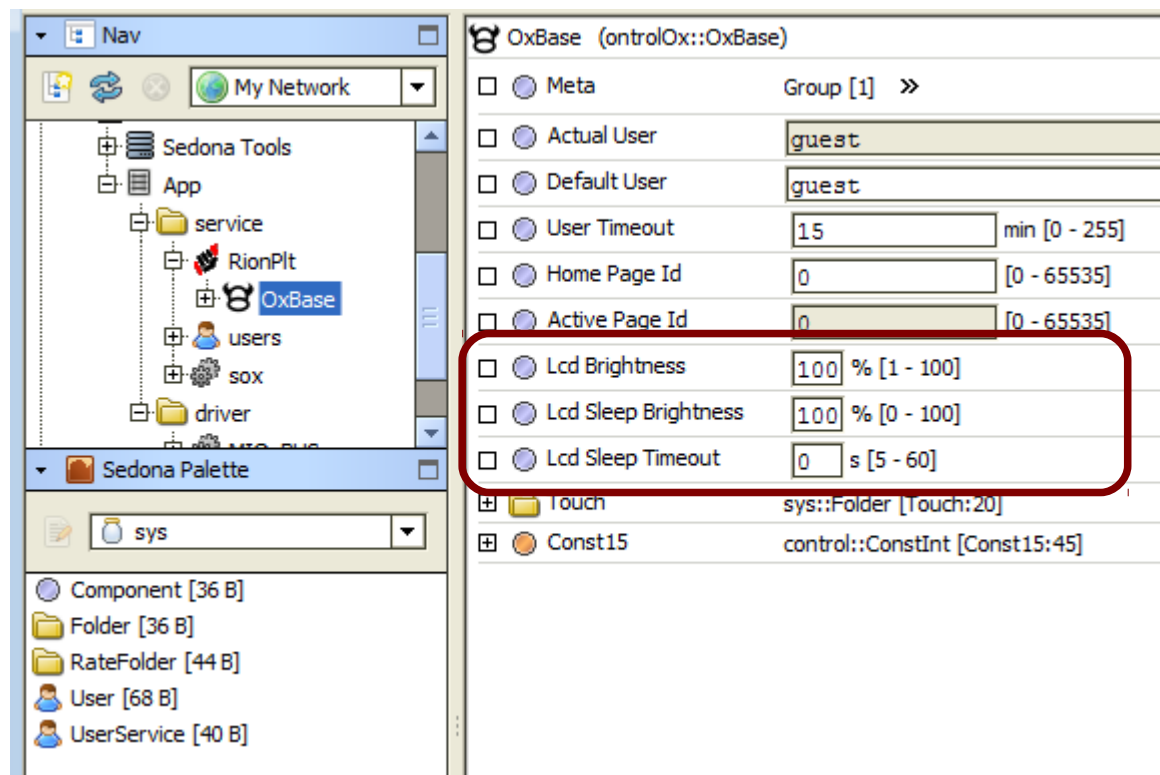 Nav
My Network
Sedona Tools
App
service
RionPlt
OxBase
users
sox
driver
Sedona Palette
sys
Component [36 B]
Folder [36 B]
RateFolder [44 B]
User [68 B]
UserService [40 B]
OxBase (ontrolOx::OxBase)
Meta Group [1] »
Actual User guest
Default User guest
User Timeout 15 min [0 - 255]
Home Page Id 0 [0 - 65535]
Active Page Id 0 [0 - 65535]
Lcd Brightness 100 % [1 - 100]
Lcd Sleep Brightness 100 % [0 - 100]
Lcd Sleep Timeout 0 s [5 - 60]
Touch sys::Folder [Touch:20]
Const15 control::ConstInt [Const15:45]